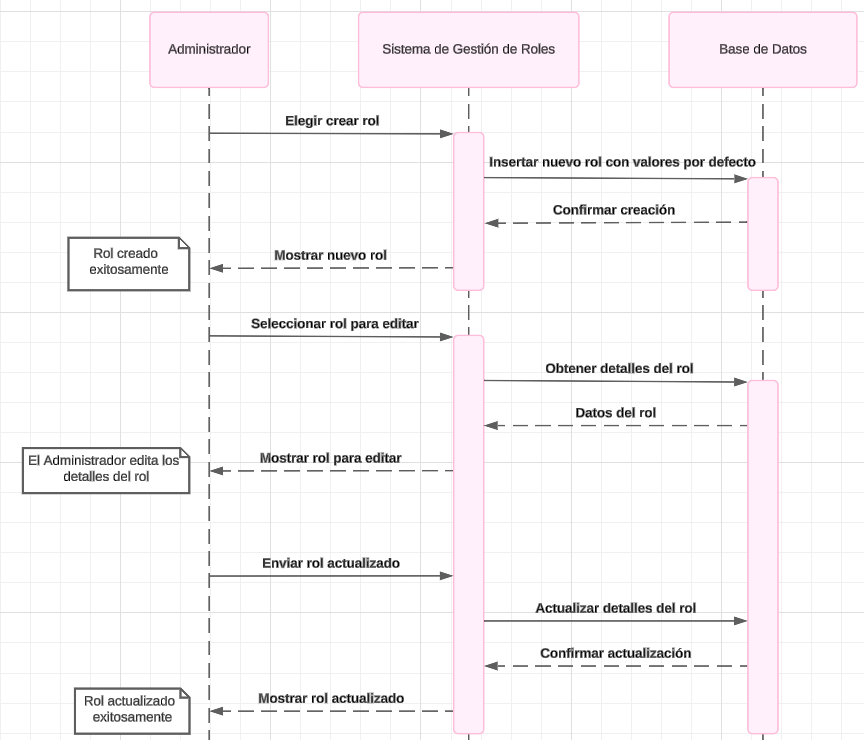 Administrador
Sistema de Gestión de Roles
Base de Datos
Elegir crear rol
Insertar nuevo rol con valores por defecto
Confirmar creación
Rol creado
exitosamente
Mostrar nuevo rol
Seleccionar rol para editar
Obtener detalles del rol
Datos del rol
El Administrador edita los
detalles del rol
Mostrar rol para editar
Enviar rol actualizado
Actualizar detalles del rol
Confirmar actualización
Rol actualizado
exitosamente
Mostrar rol actualizado